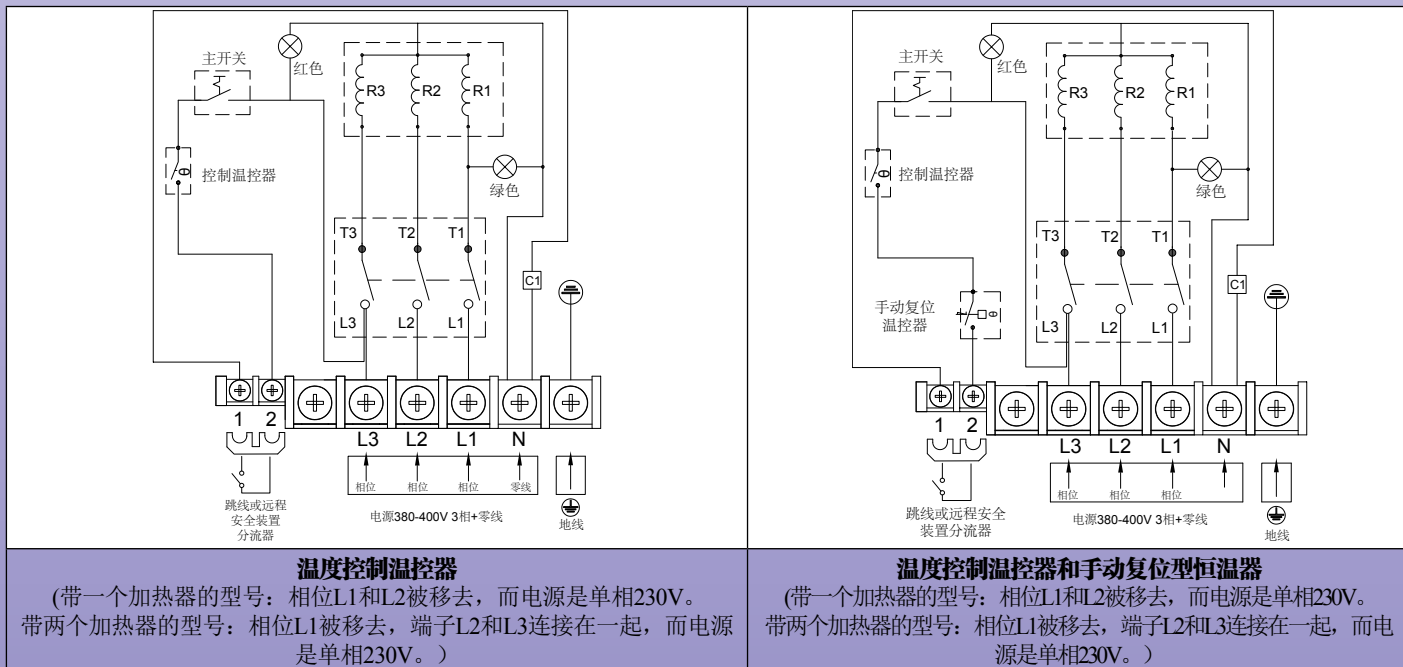 主开关
红色
R3
R2
R1
控制温控器
θ
绿色
T3
T2
T1
C1
L3
L2
L1
1
2
L3
L2
L1
N
相位
相位
相位
零线
跳线或远程
安全装置
分流器
电源380-400V 3相+零线
地线
温度控制温控器
(带一个加热器的型号：相位L1和L2被移去，而电源是单相230V。
带两个加热器的型号：相位L1被移去，端子L2和L3连接在一起，而电源
是单相230V。）
主开关
红色
R3
R2
R1
控制温控器
θ
绿色
T3
T2
T1
C1
手动复位
温控器
θ
L3
L2
L1
1
2
L3
L2
L1
N
相位
相位
相位
跳线或远程安全
装置分流器
电源380-400V 3相+零线
地线
温度控制温控器和手动复位型恒温器
(带一个加热器的型号：相位L1和L2被移去，而电源是单相230V。
带两个加热器的型号：相位L1被移去，端子L2和L3连接在一起，而电
源是单相230V。）